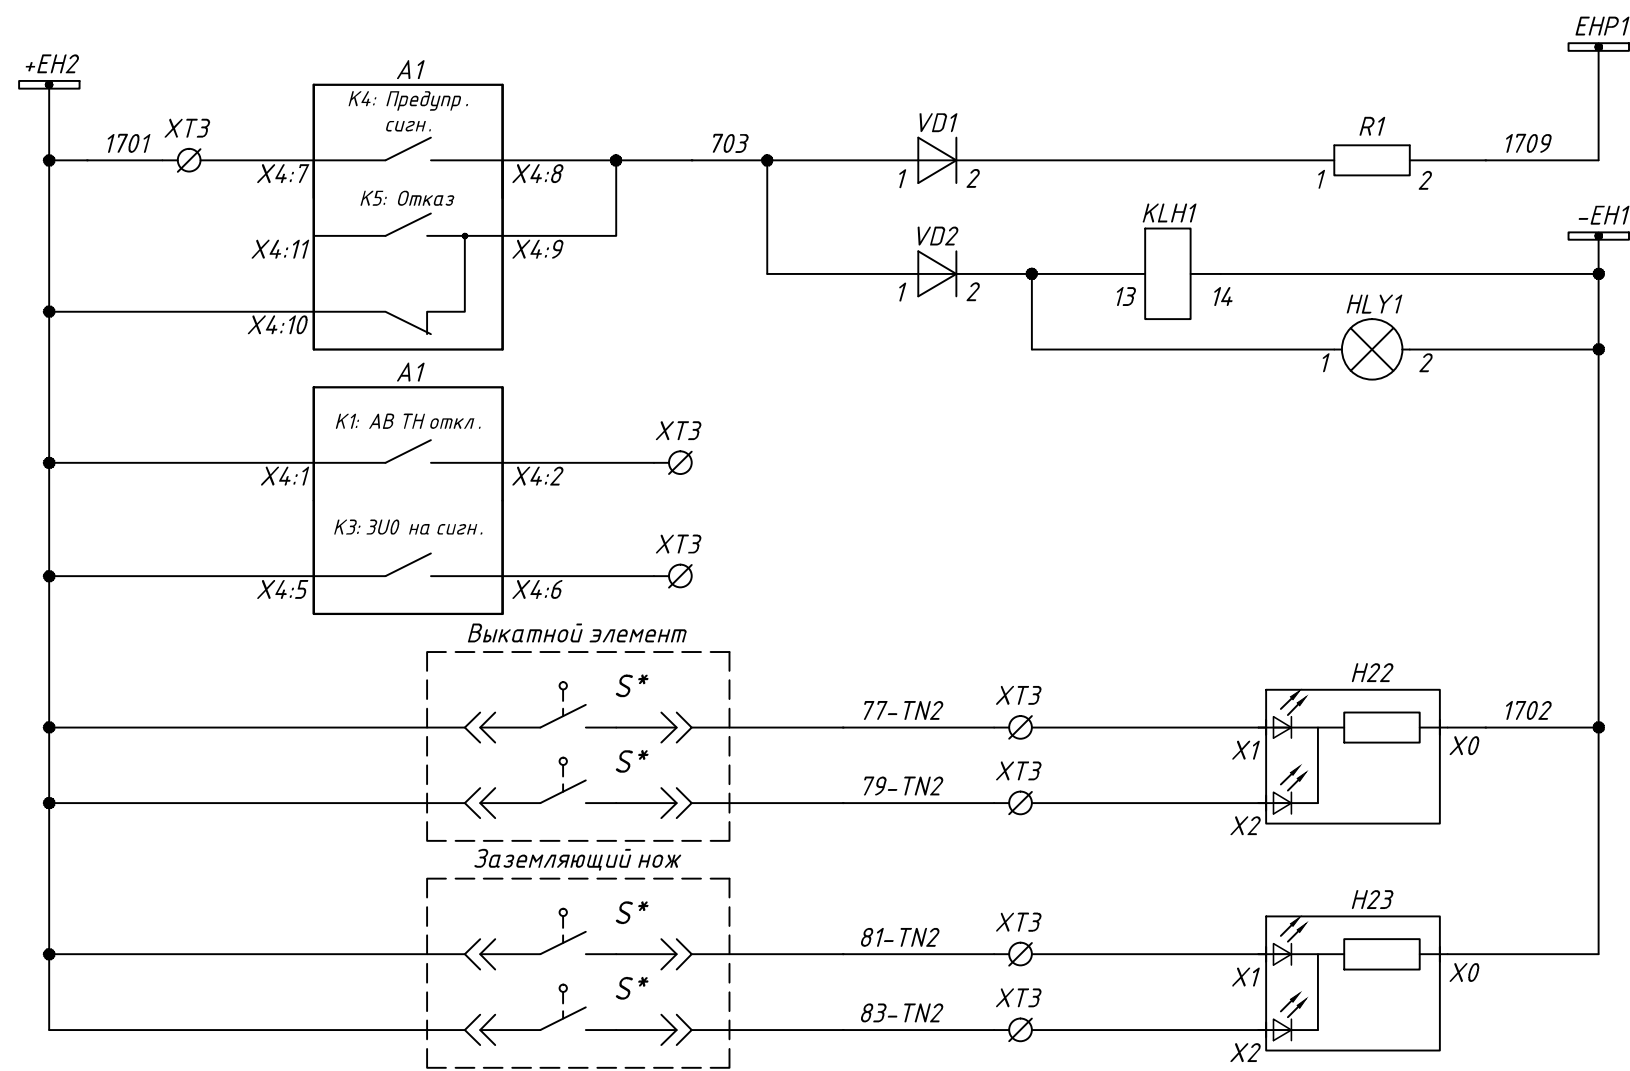 EHP1
+EH2
A1
K4: Предупр.
сигн.
1701
XT3
703
VD1
R1
1709
X4:7
X4:8
1
2
1
2
K5: Отказ
KLH1
-EH1
X4:11
X4:9
VD2
1
2
13
14
HLY1
X4:10
1
2
A1
K1: АВ ТН откл.
XT3
X4:1
X4:2
K3: 3U0 на сигн.
XT3
X4:5
X4:6
Выкатной элемент
S*
77-TN2
XT3
H22
1702
X1
X0
S*
79-TN2
XT3
X2
Заземляющий нож
S*
81-TN2
XT3
H23
X1
X0
S*
83-TN2
XT3
X2